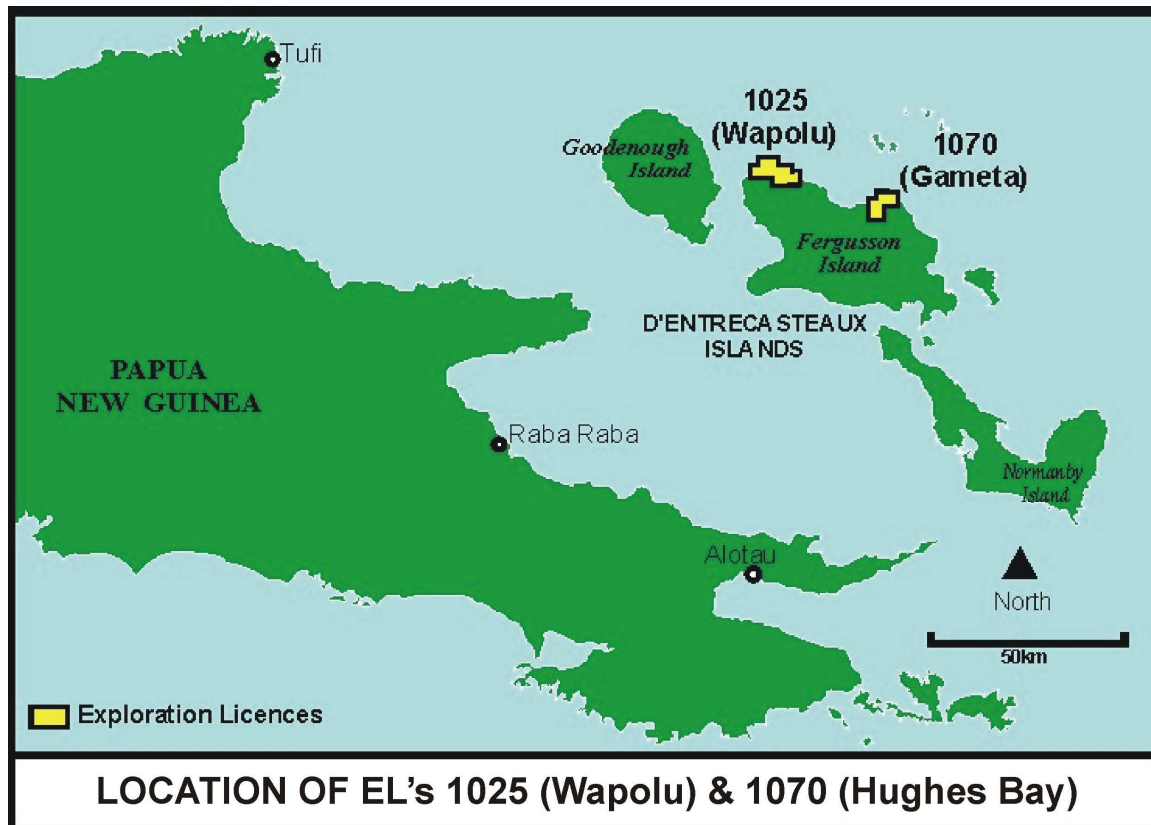 Tufi
1025
(Wapolu)
Goodenough
Island
1070
(Gameta)
Fergusson
Island
D'ENTRECASTEAUX
ISLANDS
PAPUA
NEW GUINEA
Raba Raba
Normanby
Island
Alotau
North
50km
Exploration Licences
LOCATION OF EL's 1025 (Wapolu) & 1070 (Hughes Bay)